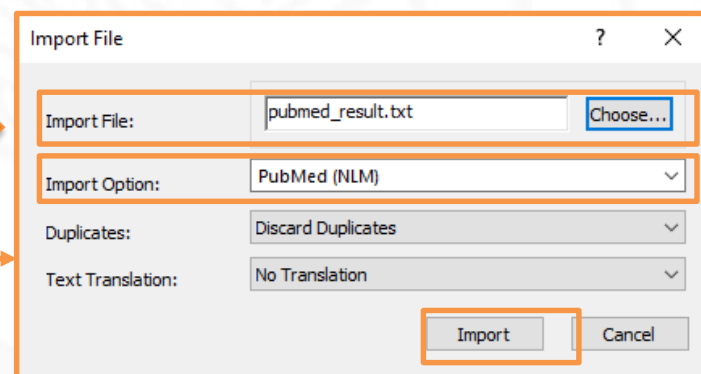 Import File ? X
Import File: pubmed_result.txt Choose...
Import Option: PubMed (NLM)
Duplicates: Discard Duplicates
Text Translation: No Translation
Import Cancel